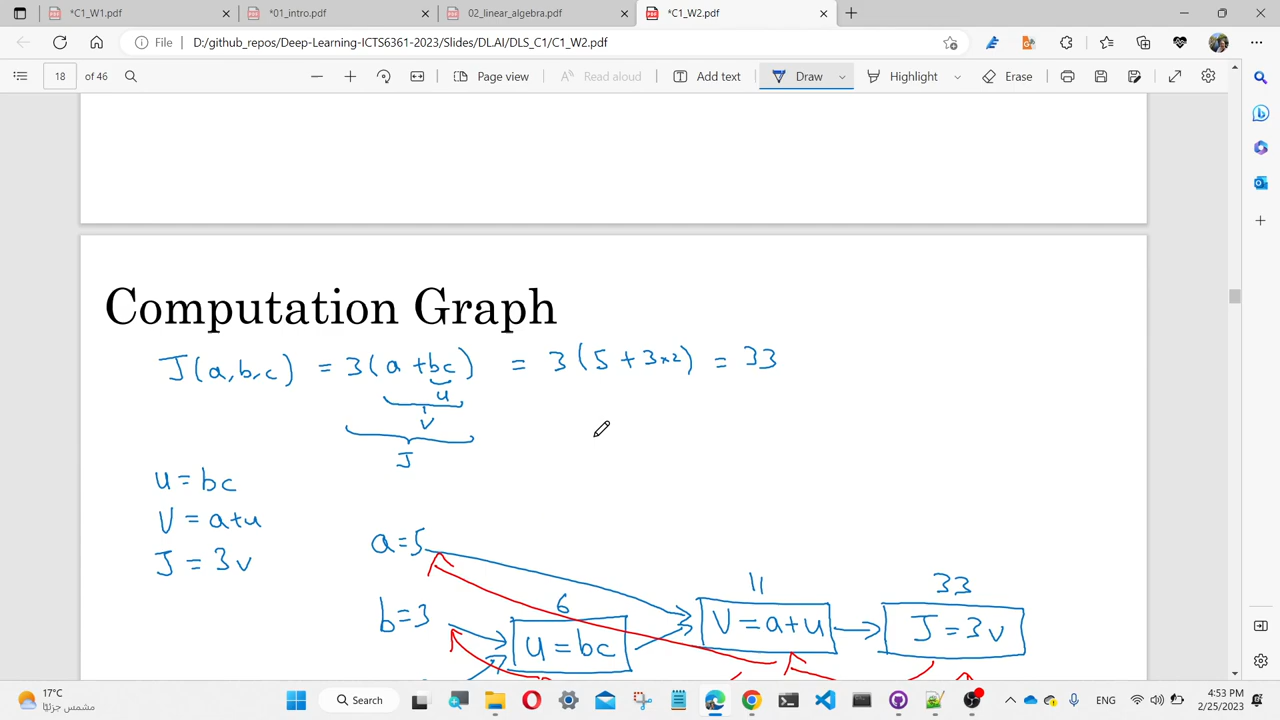 *C1_W1.pdf
*01_intro.pdf
02_linear_algebra.pdf
*C1_W2.pdf
File
D:/github_repos/Deep-Learning-ICTS6361-2023/Slides/DL.AI/DLS_C1/C1_W2.pdf
18 of 46
Page view
Read aloud
Add text
Draw
Highlight
Erase
Computation Graph
J(a,b,c) = 3(a+bc) = 3(5+3×2) = 33
u
v
J
u = bc
V = a+u
J = 3v
a=5
11
33
b=3
6
V = a+u
J = 3v
u = bc
17°C
مشمس جزئيًا
Search
ENG
4:53 PM
2/25/2023